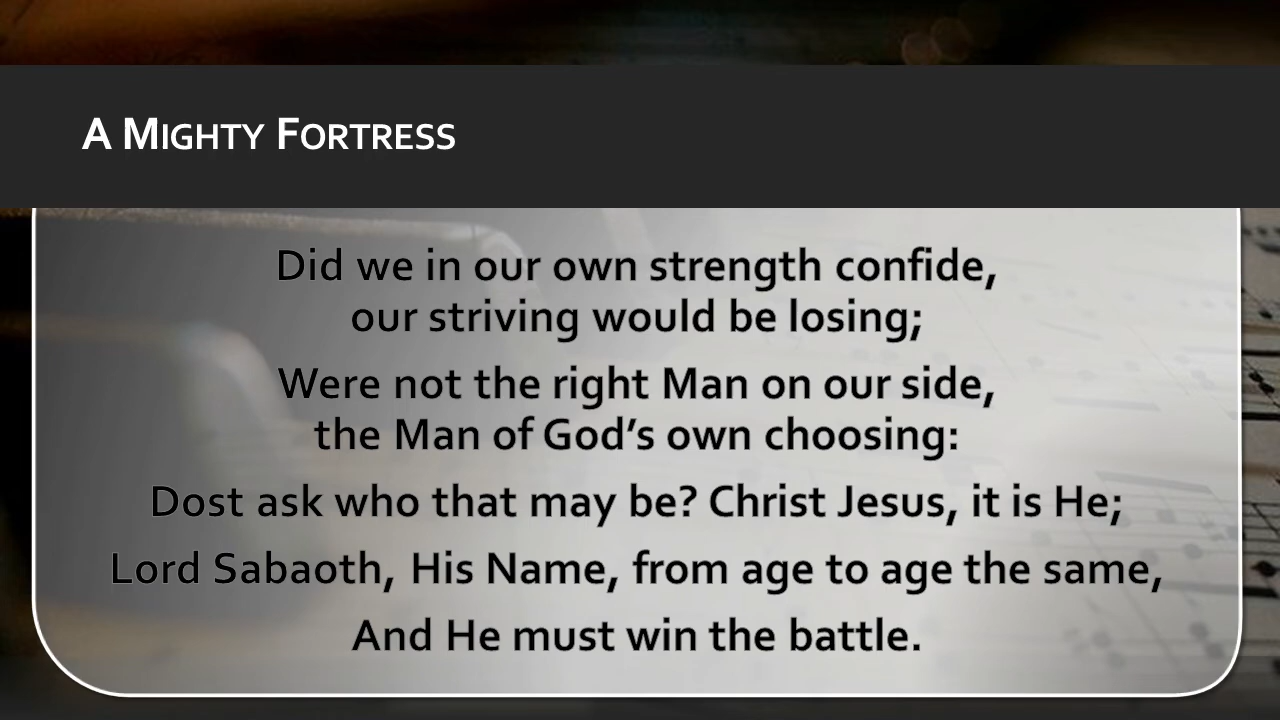 A Mighty Fortress
Did we in our own strength confide,
our striving would be losing;
Were not the right Man on our side,
the Man of God’s own choosing:
Dost ask who that may be? Christ Jesus, it is He;
Lord Sabaoth, His Name, from age to age the same,
And He must win the battle.